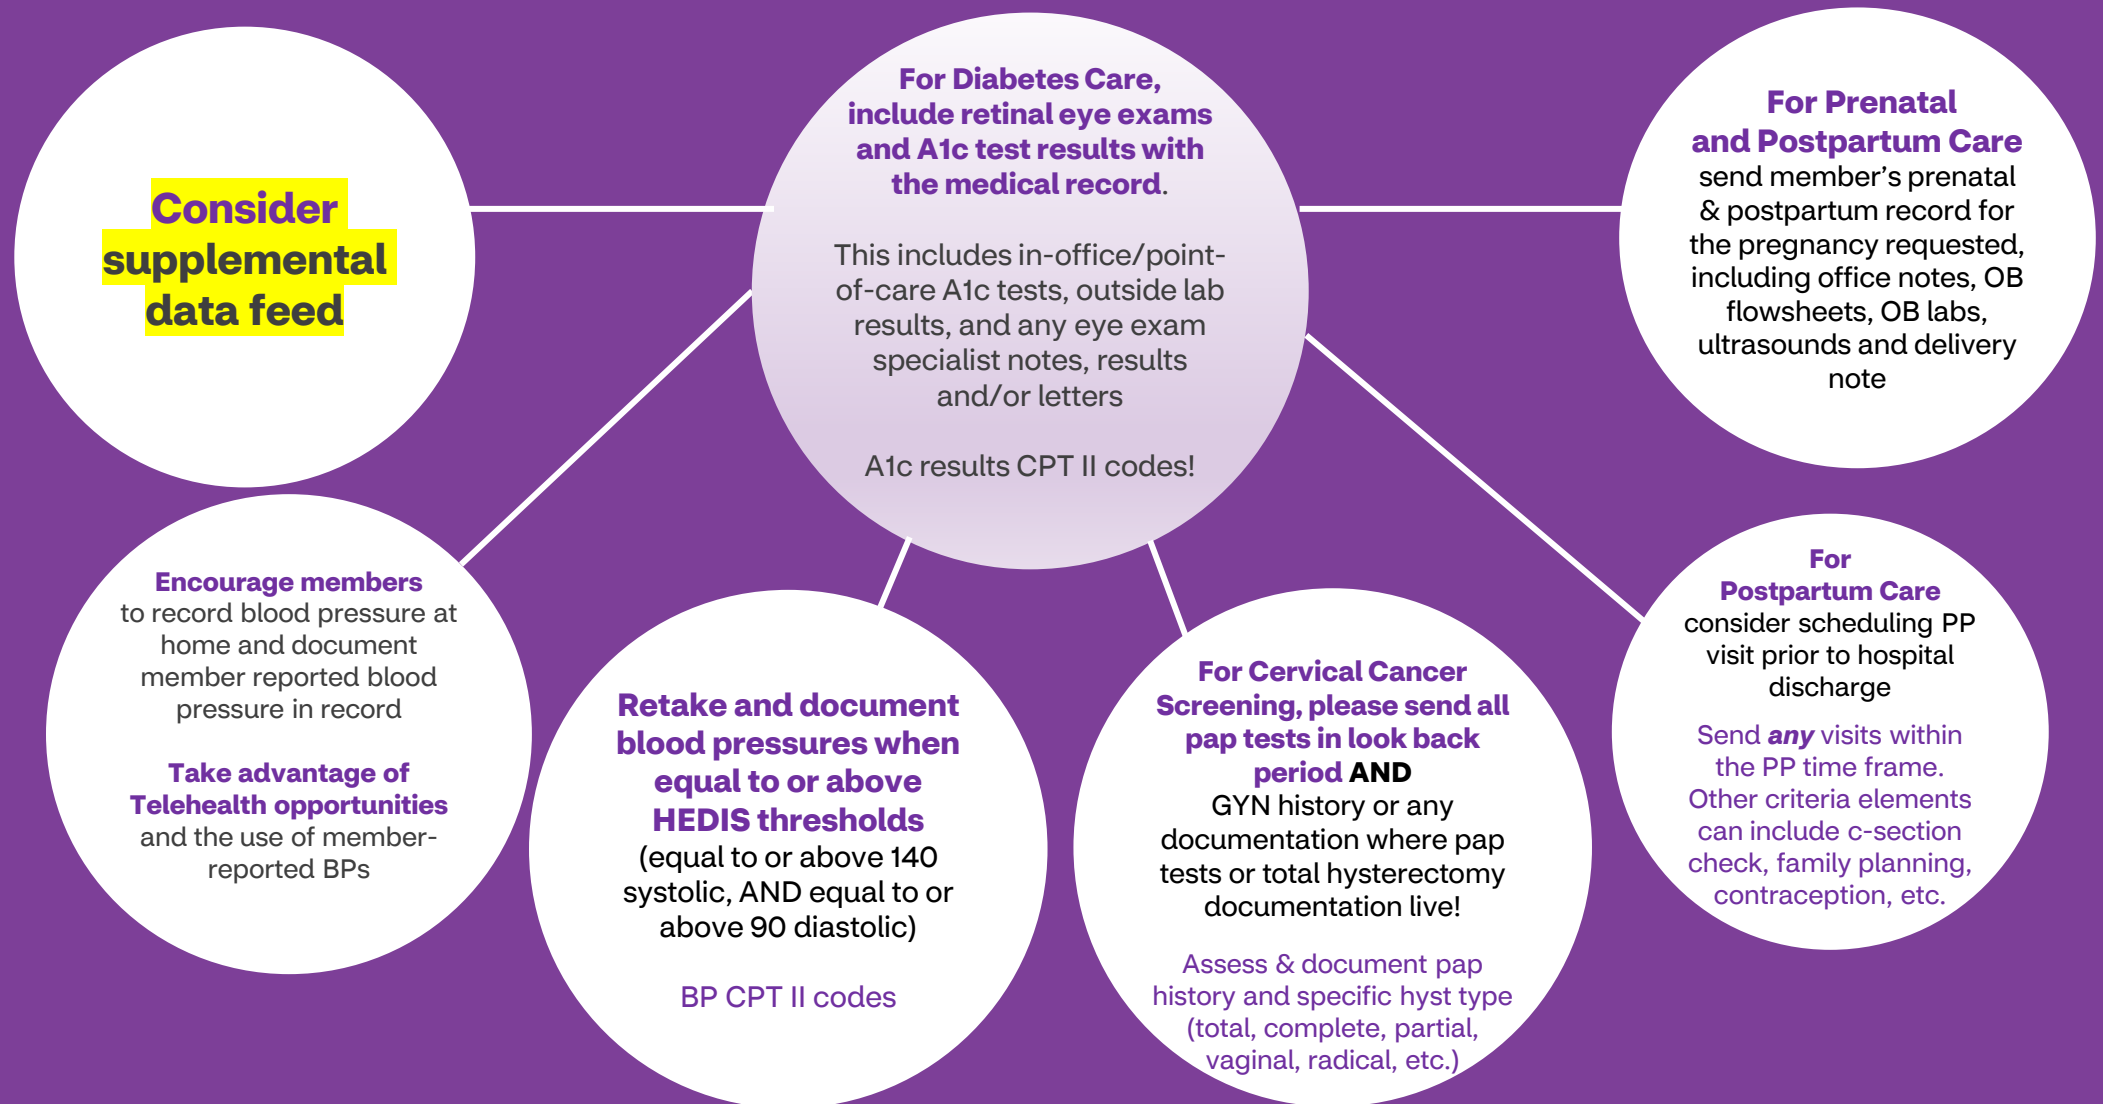 Consider
supplemental
data feed
For Diabetes Care,
include retinal eye exams
and A1c test results with
the medical record.
This includes in-office/point-
of-care A1c tests, outside lab
results, and any eye exam
specialist notes, results
and/or letters
A1c results CPT II codes!
For Prenatal
and Postpartum Care
send member's prenatal
& postpartum record for
the pregnancy requested,
including office notes, OB
flowsheets, OB labs,
ultrasounds and delivery
note
Encourage members
to record blood pressure at
home and document
member reported blood
pressure in record
Take advantage of
Telehealth opportunities
and the use of member-
reported BPs
Retake and document
blood pressures when
equal to or above
HEDIS thresholds
(equal to or above 140
systolic, AND equal to or
above 90 diastolic)
BP CPT II codes
For Cervical Cancer
Screening, please send all
pap tests in look back
period AND
GYN history or any
documentation where pap
tests or total hysterectomy
documentation live!
Assess & document pap
history and specific hyst type
(total, complete, partial,
vaginal, radical, etc.)
For
Postpartum Care
consider scheduling PP
visit prior to hospital
discharge
Send any visits within
the PP time frame.
Other criteria elements
can include c-section
check, family planning,
contraception, etc.